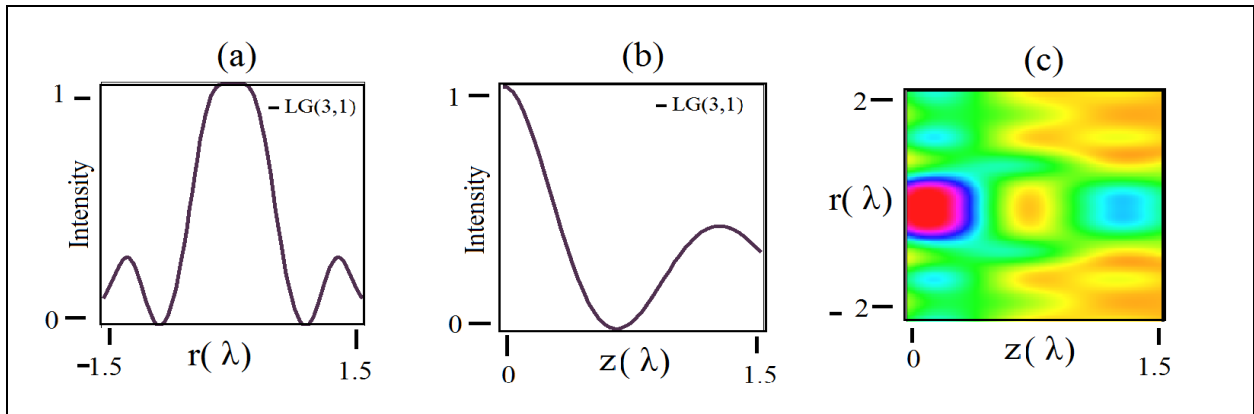 (a)
1
– LG(3,1)
Intensity
0
–1.5
r( λ)
1.5
(b)
1
– LG(3,1)
Intensity
0
0
z( λ)
1.5
(c)
2
r( λ)
- 2
0
z( λ)
1.5